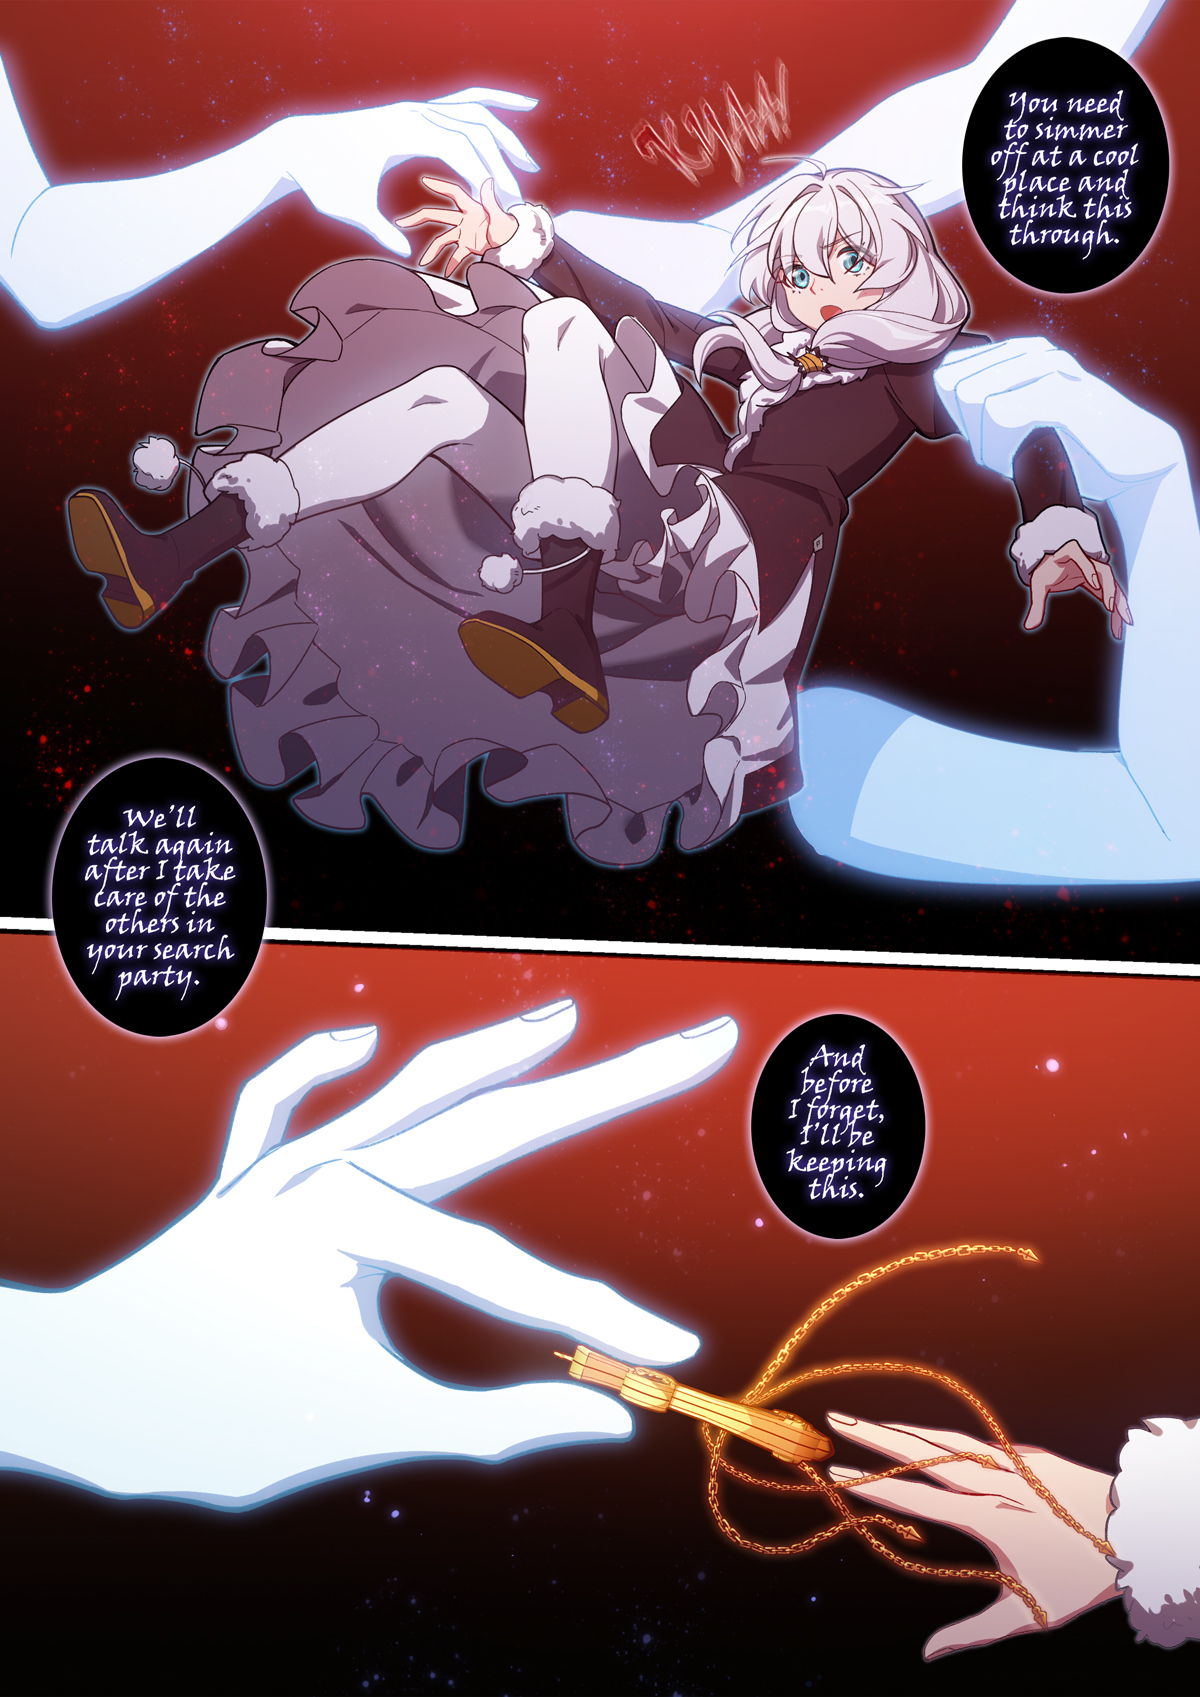 KYAA!
You need
to simmer
off at a cool
place and
think this
through.
We'll
talk again
after I take
care of the
others in
your search
party.
And
before
I forget,
I'll be
keeping
this.